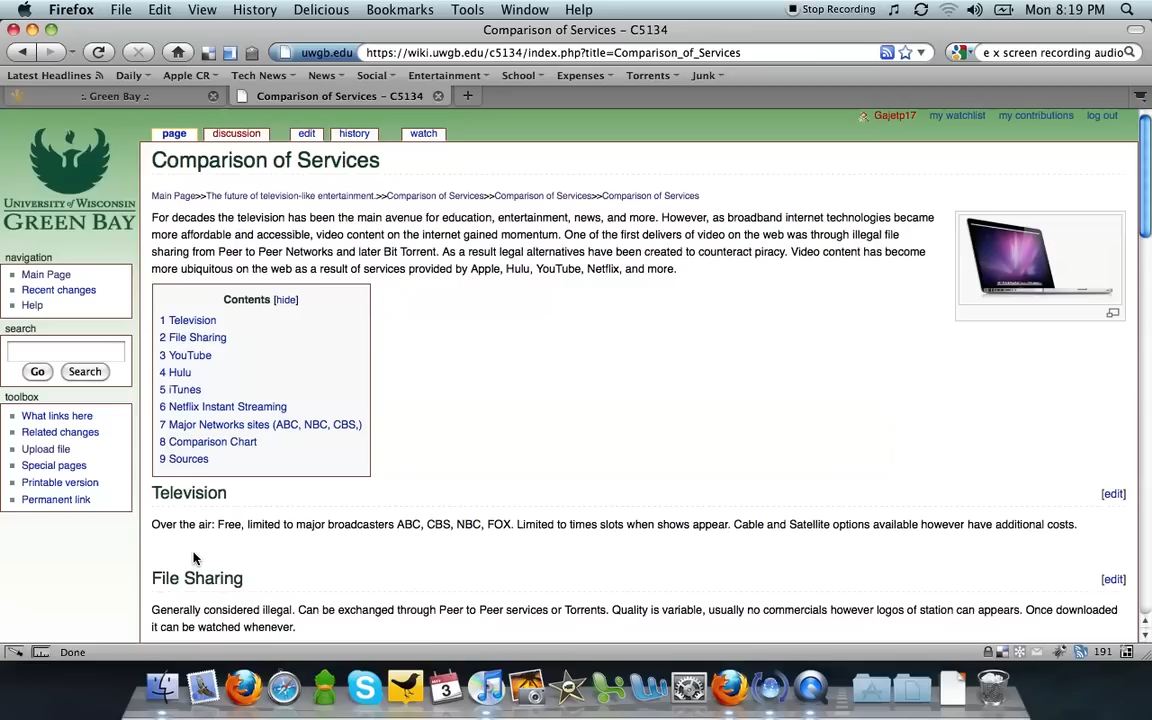 Firefox File Edit View History Delicious Bookmarks Tools Window Help Stop Recording Mon 8:19 PM
Comparison of Services - C5134
uwgb.edu https://wiki.uwgb.edu/c5134/index.php?title=Comparison_of_Services e x screen recording audio
Latest Headlines Daily Apple CR Tech News News Social Entertainment School Expenses Torrents Junk
.: Green Bay :. Comparison of Services - C5134
Gajetp17 my watchlist my contributions log out
page discussion edit history watch
UNIVERSITY of WISCONSIN
GREEN BAY
Comparison of Services
Main Page>>The future of television-like entertainment.>>Comparison of Services>>Comparison of Services>>Comparison of Services
For decades the television has been the main avenue for education, entertainment, news, and more. However, as broadband internet technologies became
more affordable and accessible, video content on the internet gained momentum. One of the first delivers of video on the web was through illegal file
sharing from Peer to Peer Networks and later Bit Torrent. As a result legal alternatives have been created to counteract piracy. Video content has become
more ubiquitous on the web as a result of services provided by Apple, Hulu, YouTube, Netflix, and more.
navigation
Main Page
Recent changes
Help
search
Go Search
toolbox
What links here
Related changes
Upload file
Special pages
Printable version
Permanent link
Contents [hide]
1 Television
2 File Sharing
3 YouTube
4 Hulu
5 iTunes
6 Netflix Instant Streaming
7 Major Networks sites (ABC, NBC, CBS,)
8 Comparison Chart
9 Sources
Television [edit]
Over the air: Free, limited to major broadcasters ABC, CBS, NBC, FOX. Limited to times slots when shows appear. Cable and Satellite options available however have additional costs.
File Sharing [edit]
Generally considered illegal. Can be exchanged through Peer to Peer services or Torrents. Quality is variable, usually no commercials however logos of station can appears. Once downloaded
it can be watched whenever.
Done 191
MAY
3